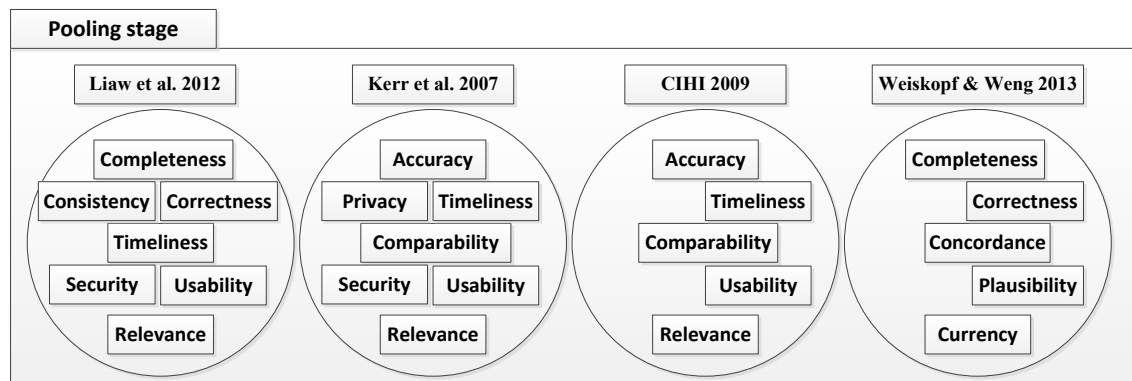 Pooling stage
Liaw et al. 2012
Kerr et al. 2007
CIHI 2009
Weiskopf & Weng 2013
Completeness
Consistency
Correctness
Timeliness
Security
Usability
Relevance
Accuracy
Privacy
Timeliness
Comparability
Security
Usability
Relevance
Accuracy
Timeliness
Comparability
Usability
Relevance
Completeness
Correctness
Concordance
Plausibility
Currency